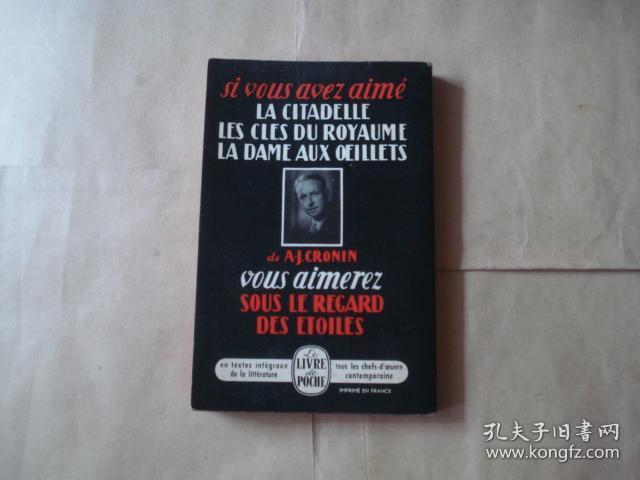 si vous avez aimé
LA CITADELLE
LES CLES DU ROYAUME
LA DAME AUX ŒILLETS
de A-J. CRONIN
vous aimerez
SOUS LE REGARD
DES ETOILES
en textes intégraux
de la littérature
Le
LIVRE
de
POCHE
tous les chefs-d'œuvre
contemporaine
IMPRIMÉ EN FRANCE
孔夫子旧书网
www.kongfz.com